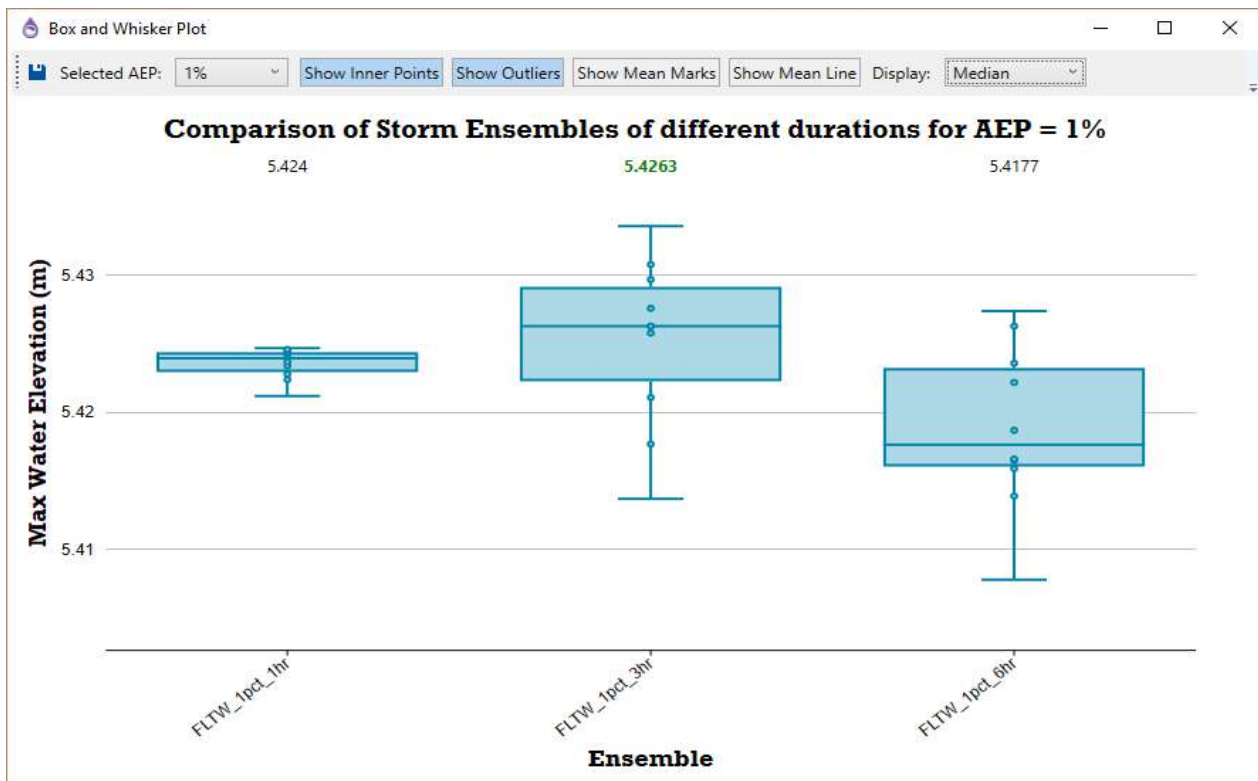 Box and Whisker Plot
Selected AEP: 1% Show Inner Points Show Outliers Show Mean Marks Show Mean Line Display: Median
Comparison of Storm Ensembles of different durations for AEP = 1%
5.424 5.4263 5.4177
Max Water Elevation (m)
5.43
5.42
5.41
FLTW_1pct_1hr FLTW_1pct_3hr FLTW_1pct_6hr
Ensemble